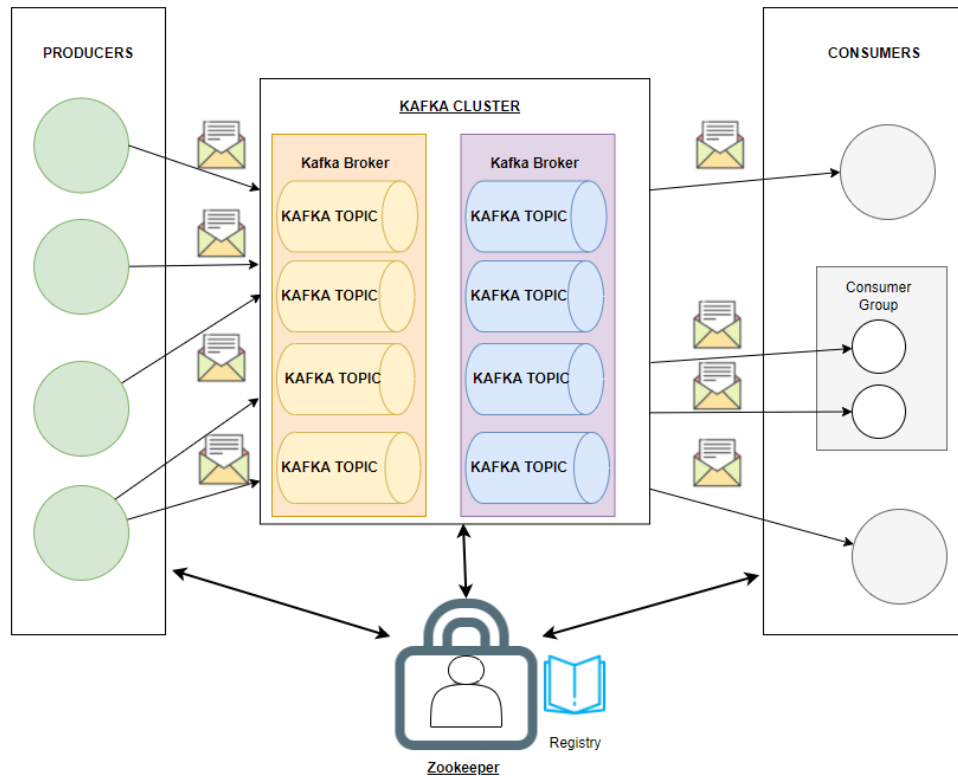 PRODUCERS
CONSUMERS
KAFKA CLUSTER
Kafka Broker
KAFKA TOPIC
KAFKA TOPIC
KAFKA TOPIC
KAFKA TOPIC
Kafka Broker
KAFKA TOPIC
KAFKA TOPIC
KAFKA TOPIC
KAFKA TOPIC
Consumer
Group
Registry
Zookeeper